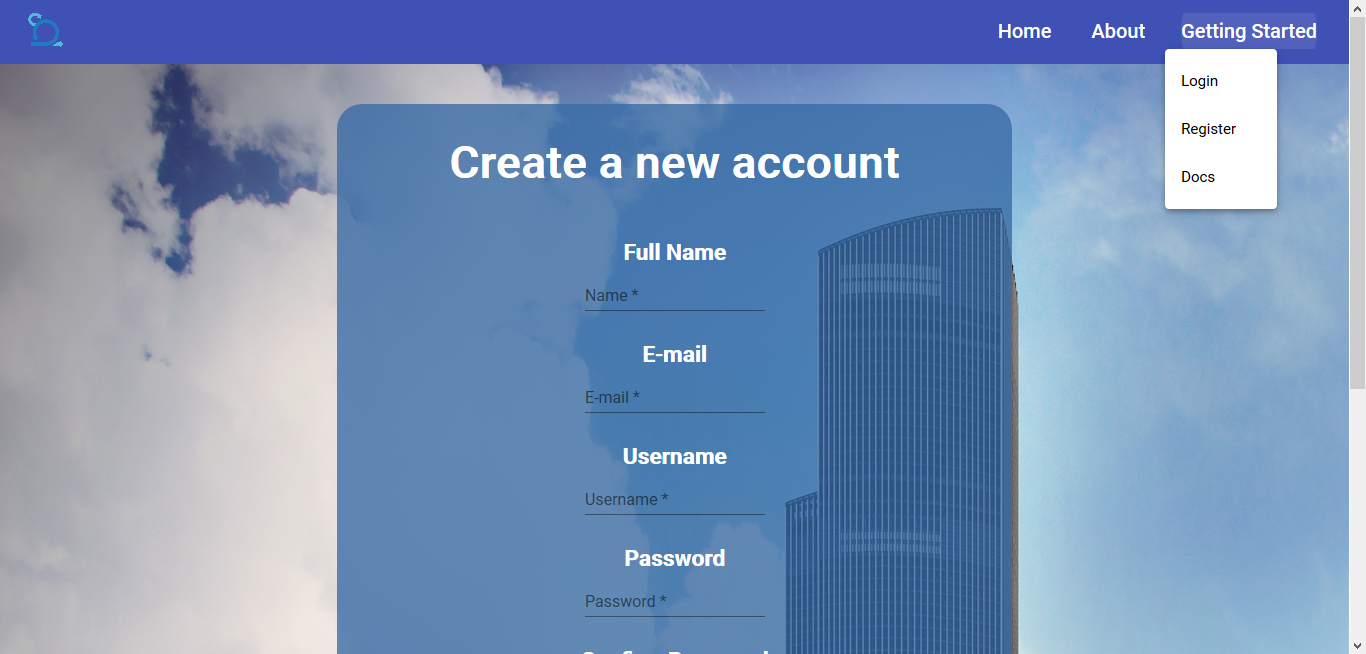 Home
About
Getting Started
Login
Register
Docs
Create a new account
Full Name
Name *
E-mail
E-mail *
Username
Username *
Password
Password *